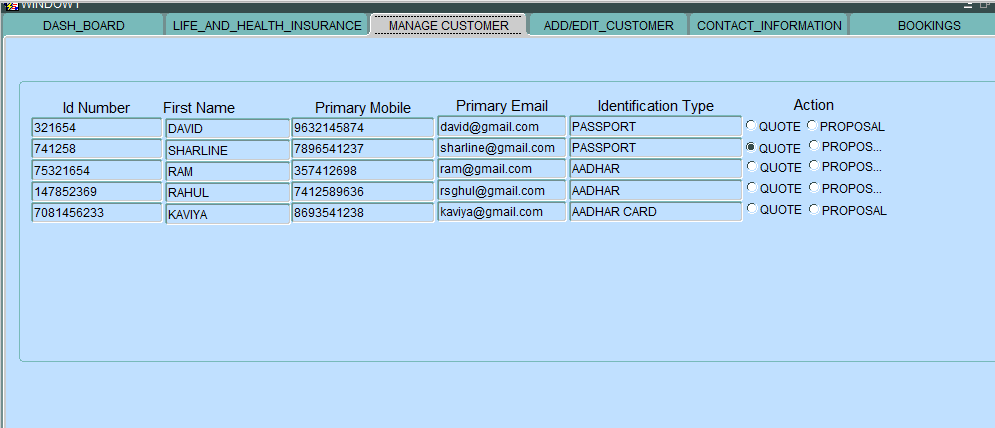 WINDOW1
DASH_BOARD LIFE_AND_HEALTH_INSURANCE MANAGE CUSTOMER ADD/EDIT_CUSTOMER CONTACT_INFORMATION BOOKINGS
Id Number First Name Primary Mobile Primary Email Identification Type Action
321654 DAVID 9632145874 david@gmail.com PASSPORT QUOTE PROPOSAL
741258 SHARLINE 7896541237 sharline@gmail.com PASSPORT QUOTE PROPOS...
75321654 RAM 357412698 ram@gmail.com AADHAR QUOTE PROPOS...
147852369 RAHUL 7412589636 rsghul@gmail.com AADHAR QUOTE PROPOS...
7081456233 KAVIYA 8693541238 kaviya@gmail.com AADHAR CARD QUOTE PROPOSAL